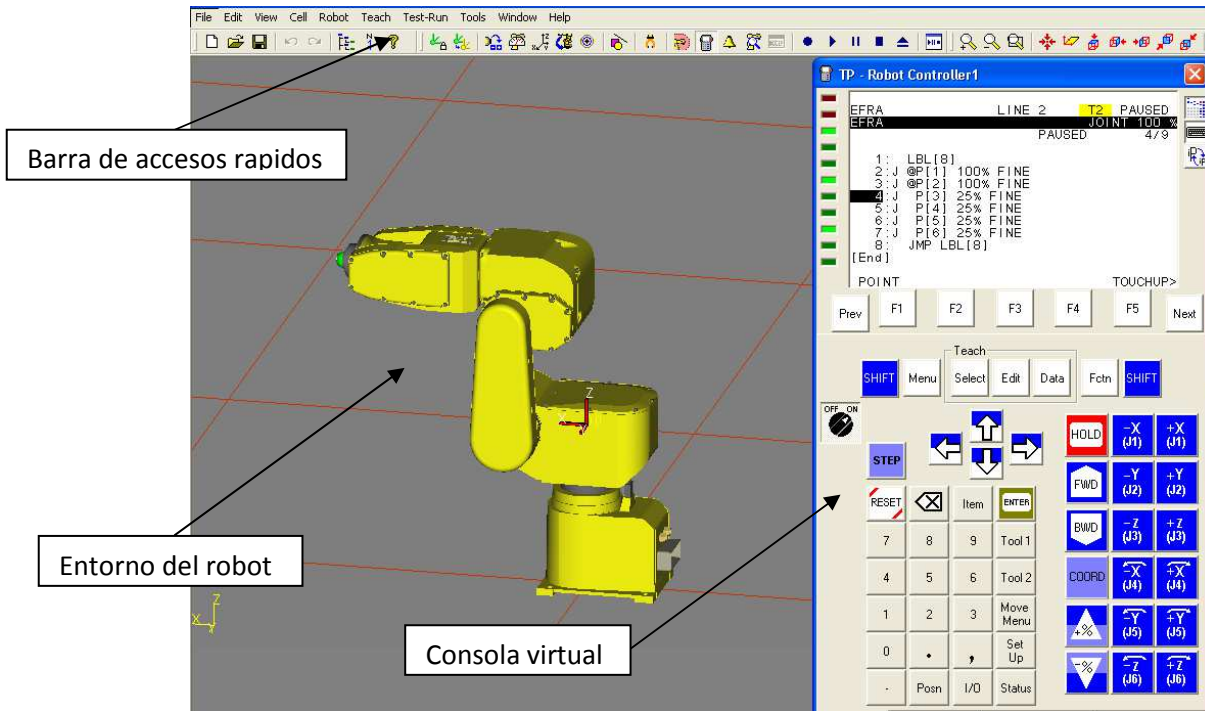 File Edit View Cell Robot Teach Test-Run Tools Window Help
Barra de accesos rapidos
Entorno del robot
Consola virtual
Z
X
Z
X
TP - Robot Controller1
EFRA LINE 2 T2 PAUSED
EFRA JOINT 100 %
PAUSED 4/9
1: LBL[8]
2:J @P[1] 100% FINE
3:J @P[2] 100% FINE
4:J P[3] 25% FINE
5:J P[4] 25% FINE
6:J P[5] 25% FINE
7:J P[6] 25% FINE
8: JMP LBL[8]
[End]
POINT TOUCHUP>
Prev F1 F2 F3 F4 F5 Next
Teach
SHIFT Menu Select Edit Data Fctn SHIFT
OFF ON
STEP
RESET Item ENTER
7 8 9 Tool 1
4 5 6 Tool 2
1 2 3 Move Menu
0 . , Set Up
- Posn I/O Status
HOLD -X (J1) +X (J1)
FWD -Y (J2) +Y (J2)
BWD -Z (J3) +Z (J3)
COORD -X (J4) +X (J4)
+% -Y (J5) +Y (J5)
-% -Z (J6) +Z (J6)